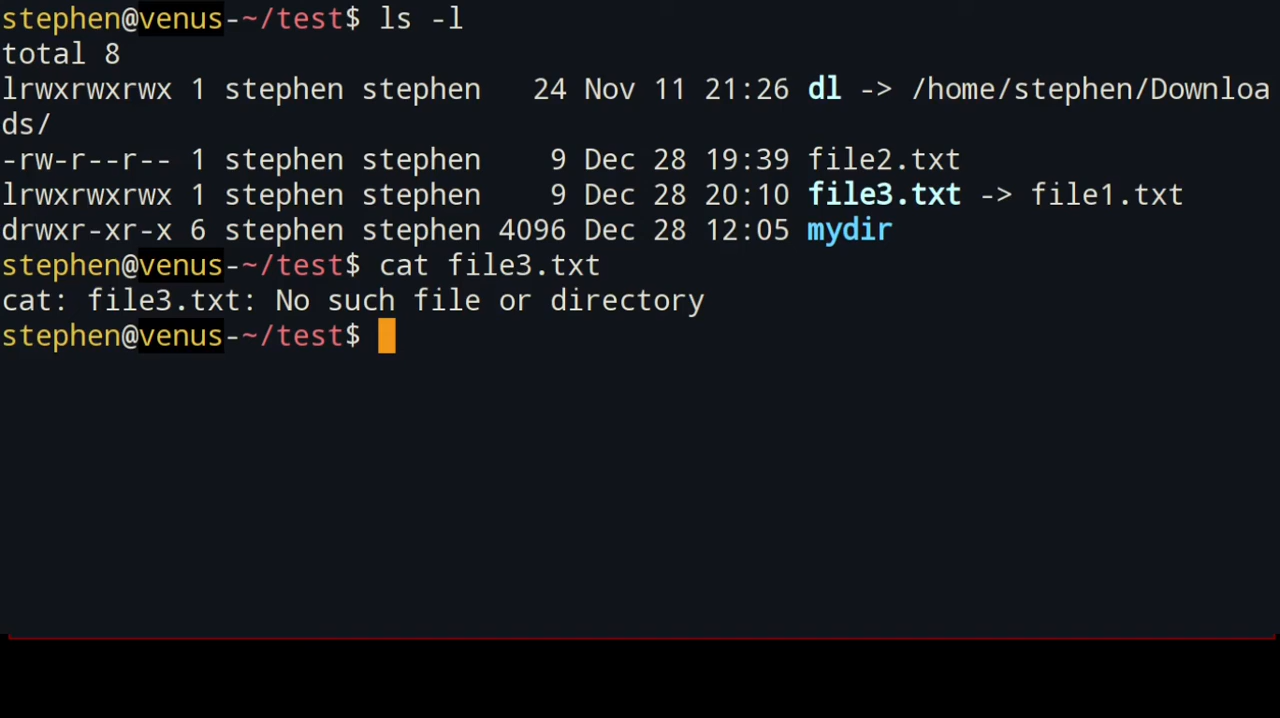 stephen@venus-~/test$ ls -l
total 8
lrwxrwxrwx 1 stephen stephen   24 Nov 11 21:26 dl -> /home/stephen/Downloa
ds/
-rw-r--r-- 1 stephen stephen    9 Dec 28 19:39 file2.txt
lrwxrwxrwx 1 stephen stephen    9 Dec 28 20:10 file3.txt -> file1.txt
drwxr-xr-x 6 stephen stephen 4096 Dec 28 12:05 mydir
stephen@venus-~/test$ cat file3.txt
cat: file3.txt: No such file or directory
stephen@venus-~/test$